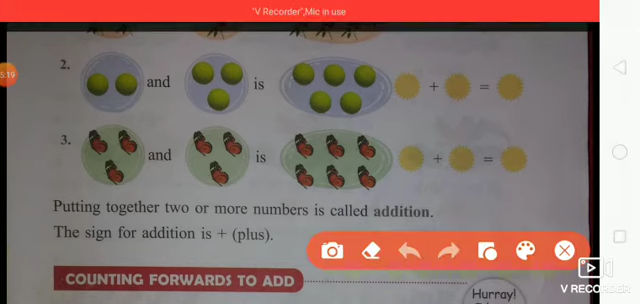 "V Recorder",Mic in use
5:19
2.
and
is
+
=
3.
and
is
+
=
Putting together two or more numbers is called addition.
The sign for addition is + (plus).
COUNTING FORWARDS TO ADD
Hurray!
V RECORDER